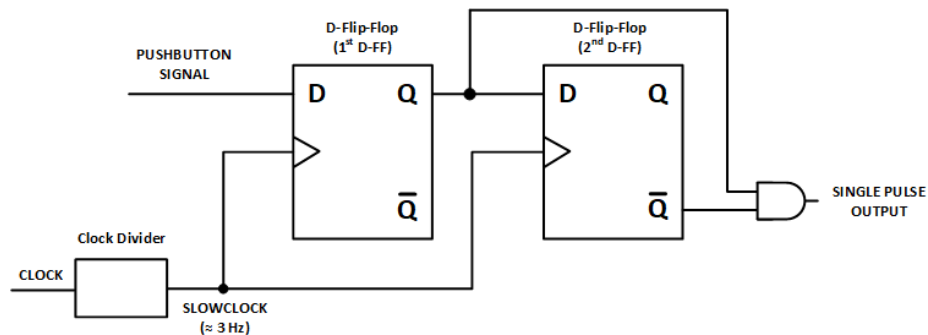 D-Flip-Flop
(1st D-FF)
D-Flip-Flop
(2nd D-FF)
PUSHBUTTON
SIGNAL
D
Q
D
Q
Q̅
Q̅
SINGLE PULSE
OUTPUT
Clock Divider
CLOCK
SLOWCLOCK
(≈ 3 Hz)